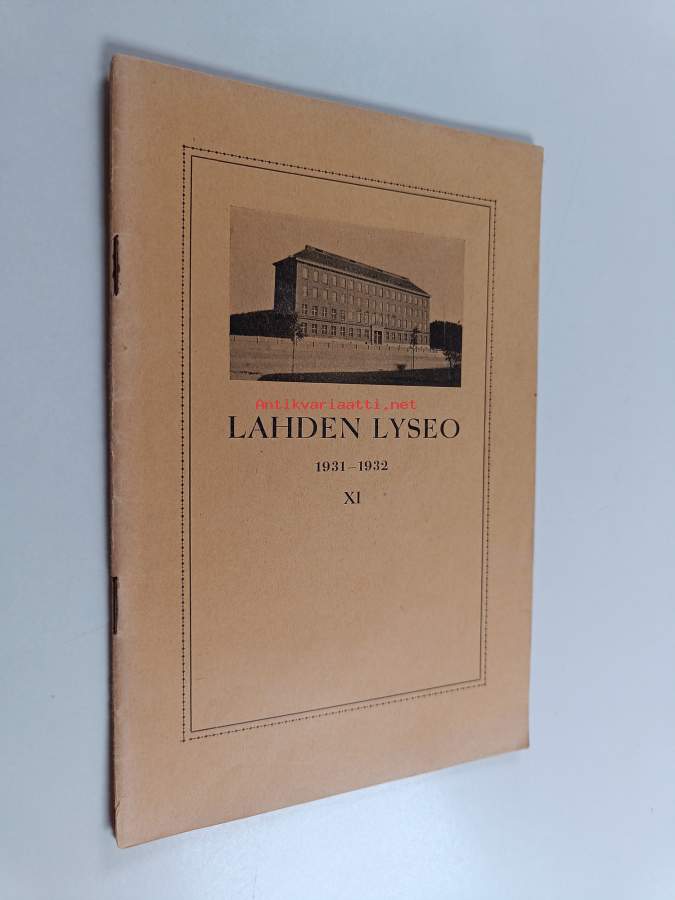 Antikvariaatti.net
LAHDEN LYSEO
1931–1932
XI